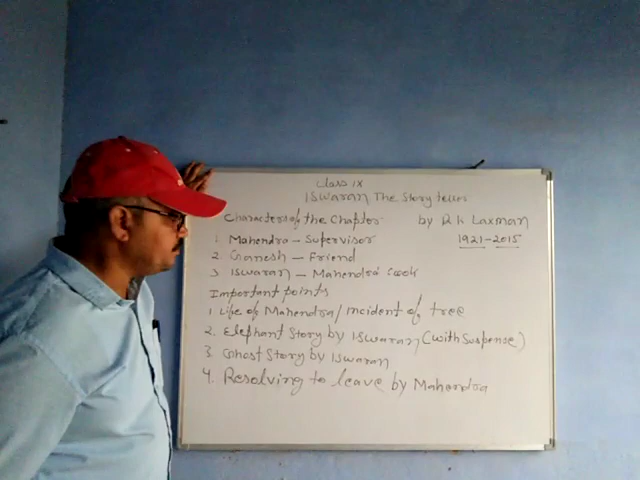 Class IX
ISWARAN The Story teller
Characters of the Chapter by R K Laxman
1. Mahendra – Supervisor 1921-2015
2 Ganesh – Friend
3 Iswaran – Mahendra' Cook
Important points
1 Life of Mahendra/incident of tree
2. Elephant Story by ISWARAN (with Suspense)
3. Ghost Story by ISWARAN
4. Resolving to leave by Mahendra